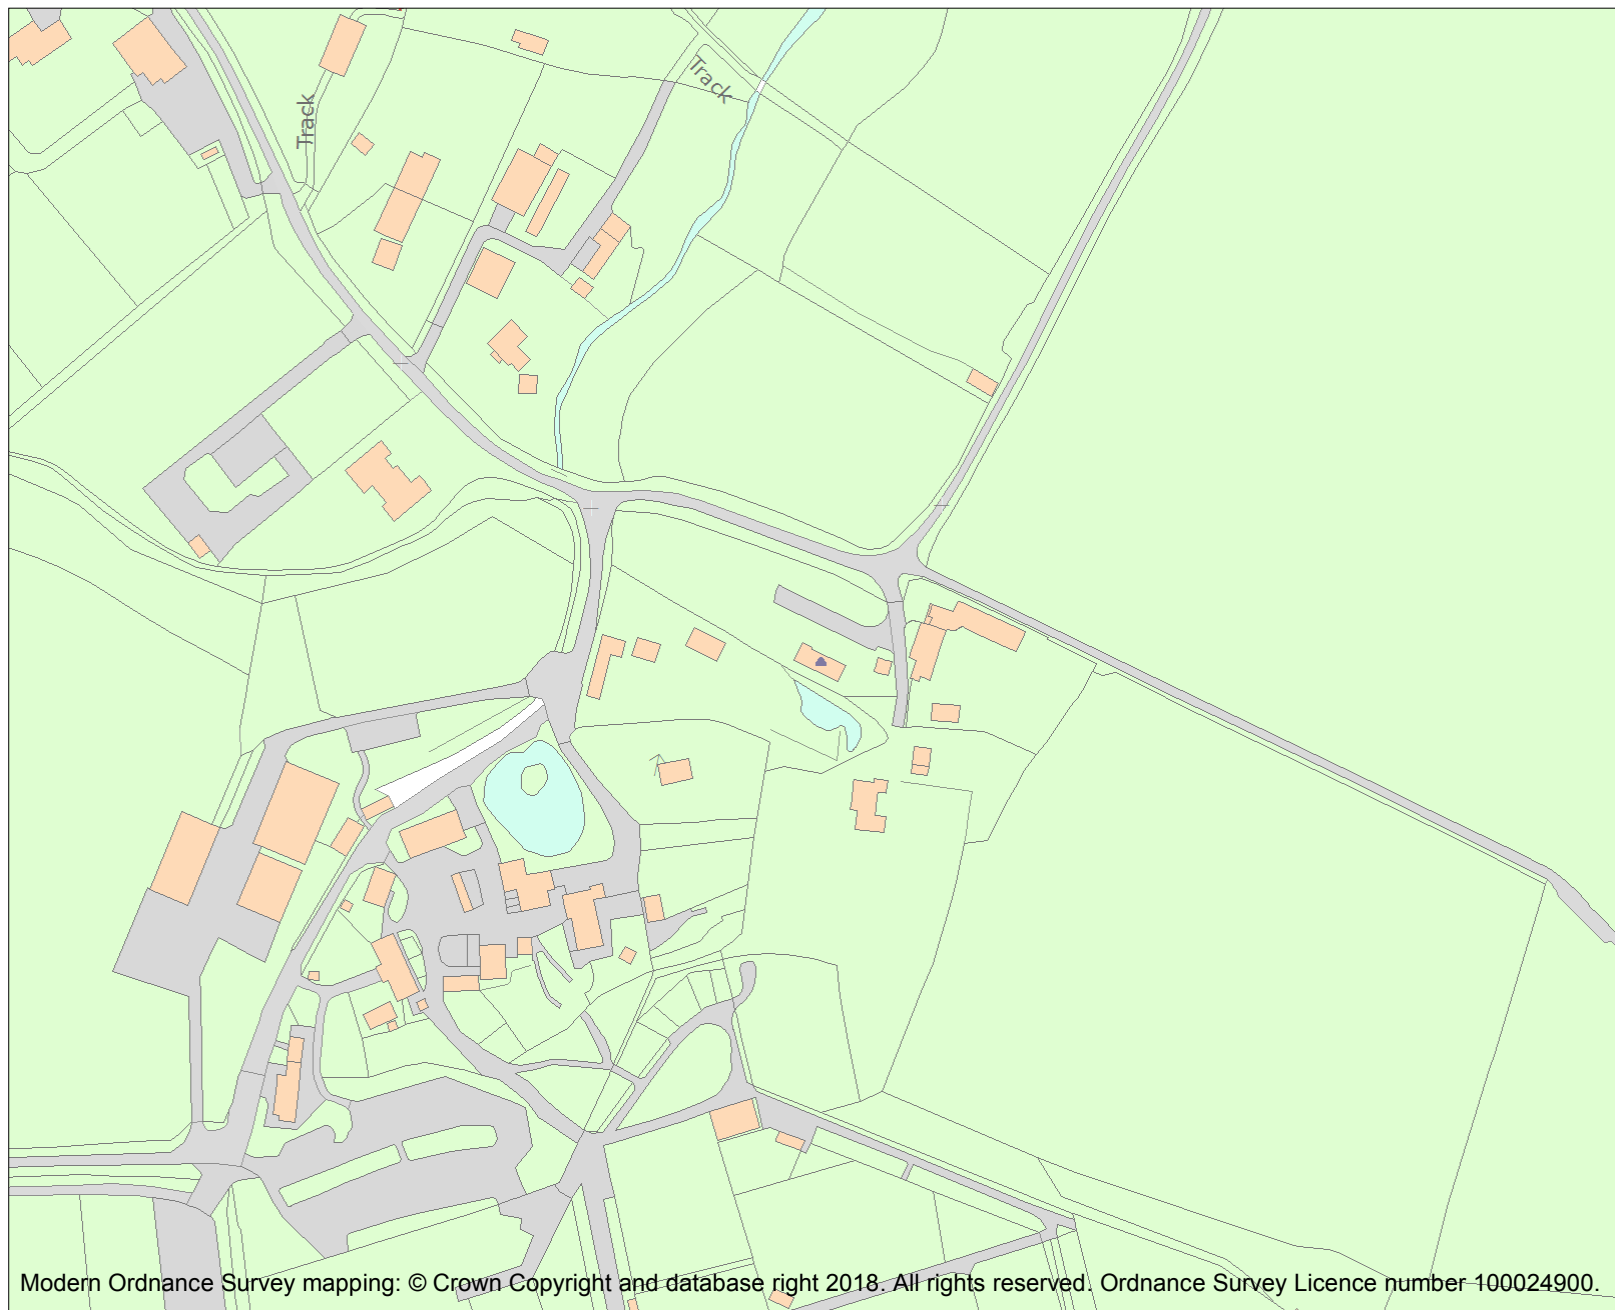 Track
Track
Modern Ordnance Survey mapping: © Crown Copyright and database right 2018. All rights reserved. Ordnance Survey Licence number 100024900.